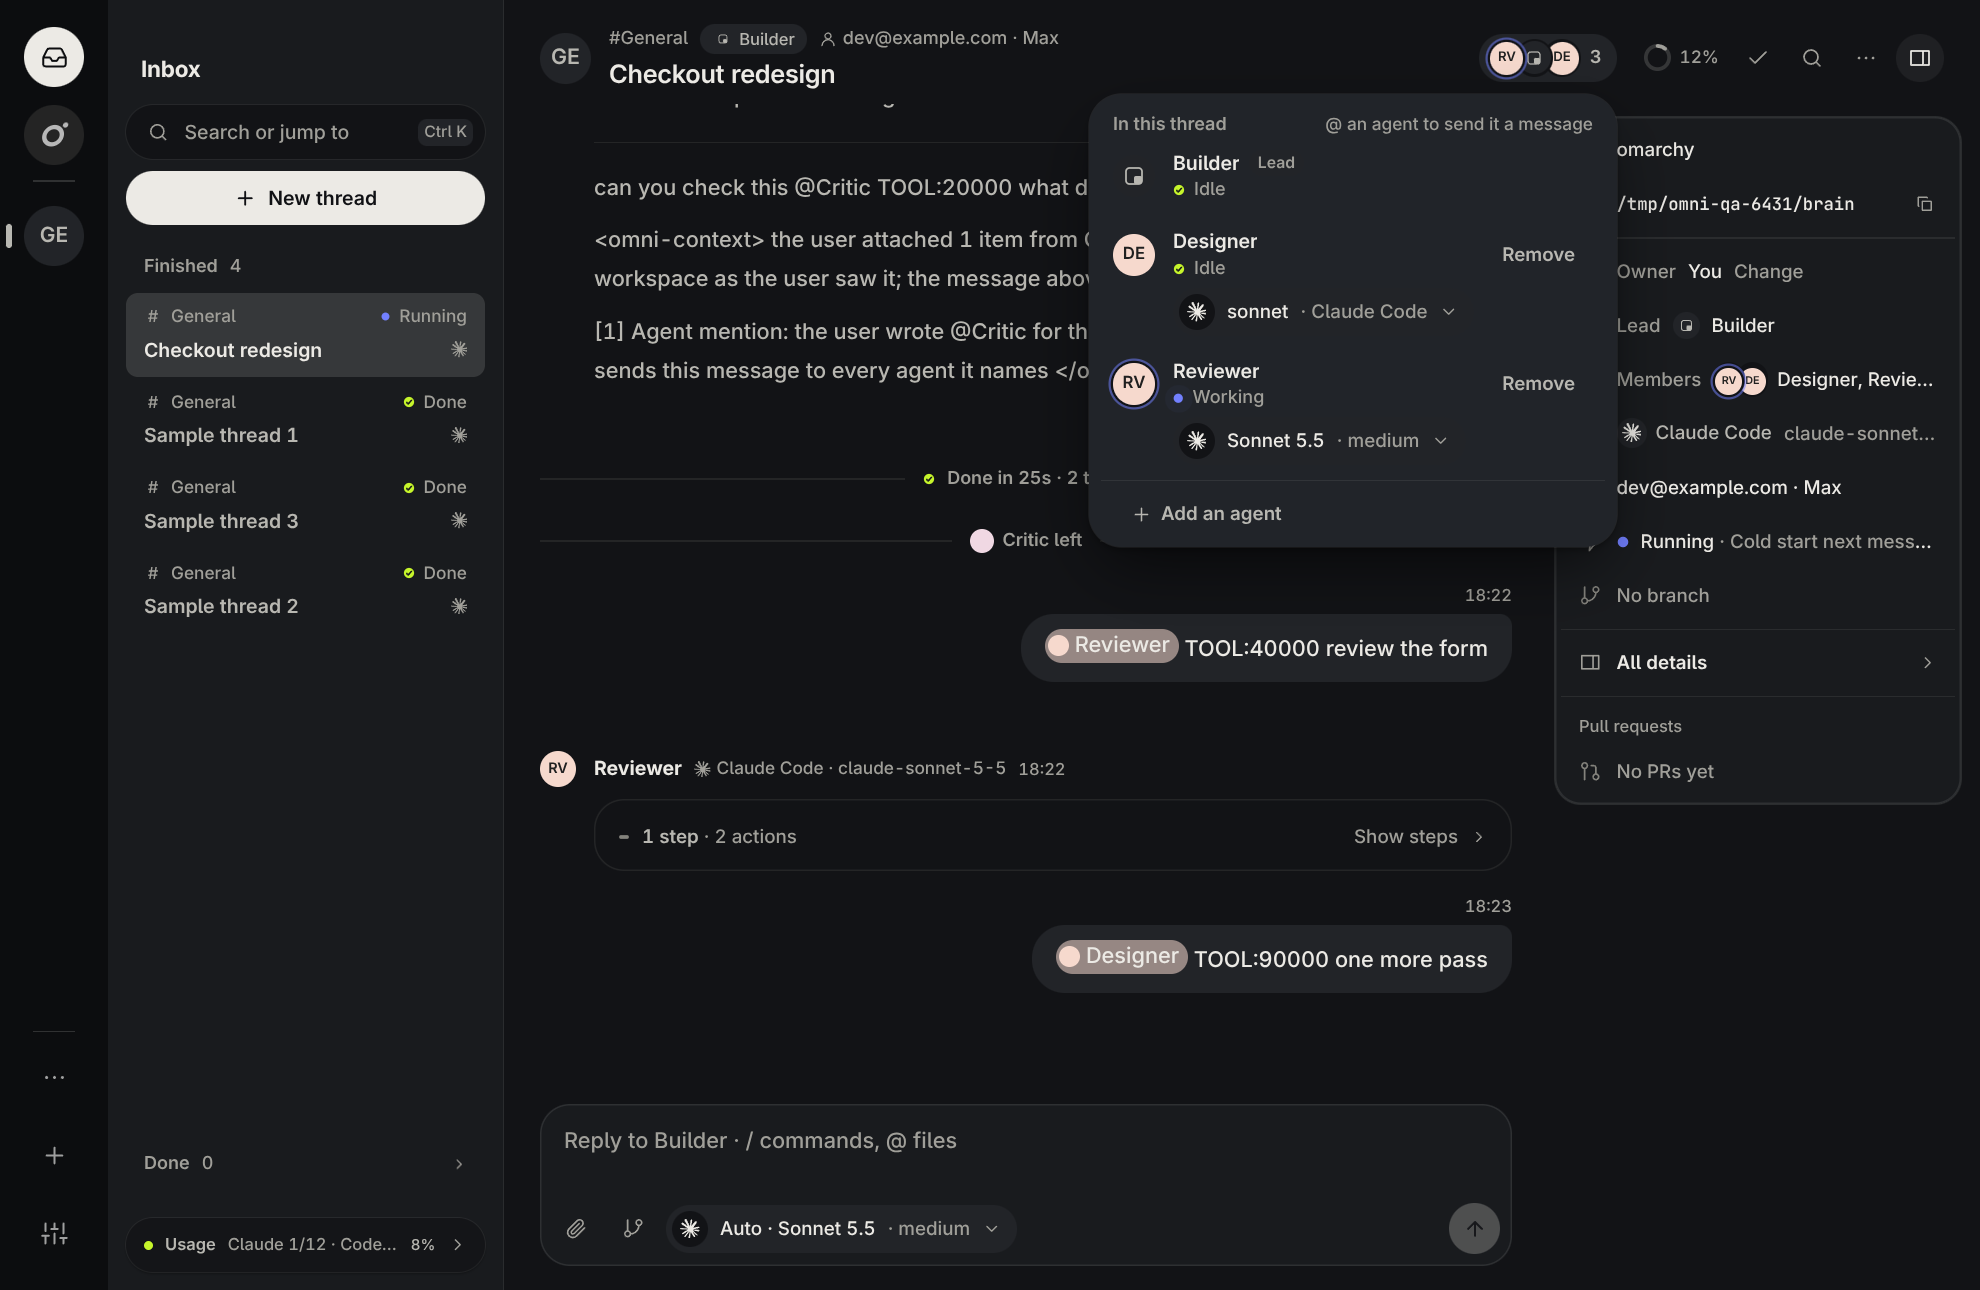 Inbox
Search or jump to
Ctrl K
New thread
GE
Finished 4
# General
Running
Checkout redesign
# General
Done
Sample thread 1
# General
Done
Sample thread 3
# General
Done
Sample thread 2
Done 0
Usage Claude 1/12 · Code... 8%
GE
#General
Builder
dev@example.com · Max
Checkout redesign
RV
DE
3
12%
can you check this @Critic TOOL:20000 what d
<omni-context> the user attached 1 item from
workspace as the user saw it; the message abov
[1] Agent mention: the user wrote @Critic for th
sends this message to every agent it names </o
Done in 25s · 2 t
Critic left
18:22
Reviewer TOOL:40000 review the form
RV
Reviewer
Claude Code · claude-sonnet-5-5 18:22
1 step · 2 actions
Show steps
18:23
Designer TOOL:90000 one more pass
Reply to Builder · / commands, @ files
Auto · Sonnet 5.5 · medium
In this thread
@ an agent to send it a message
Builder Lead
Idle
DE
Designer
Idle
Remove
sonnet · Claude Code
RV
Reviewer
Working
Remove
Sonnet 5.5 · medium
Add an agent
omarchy
/tmp/omni-qa-6431/brain
Owner You Change
Lead Builder
Members
RV
DE
Designer, Revie...
Claude Code claude-sonnet...
dev@example.com · Max
Running · Cold start next mess...
No branch
All details
Pull requests
No PRs yet